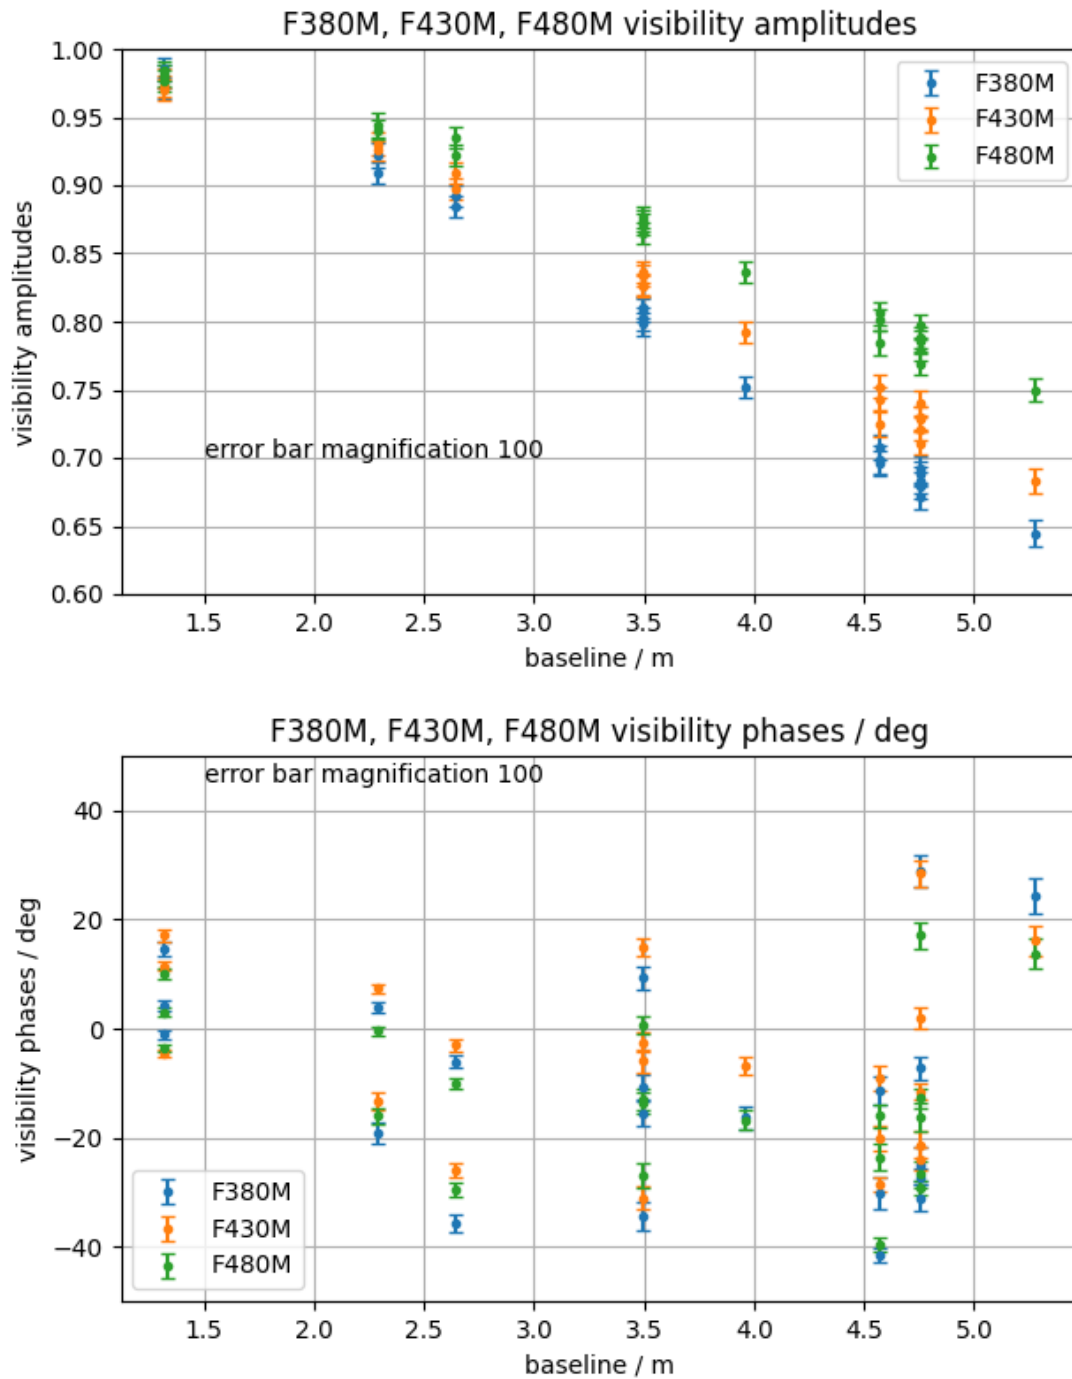 F380M, F430M, F480M visibility amplitudes
1.00
0.95
0.90
0.85
0.80
0.75
0.70
0.65
0.60
visibility amplitudes
F380M
F430M
F480M
error bar magnification 100
1.5 2.0 2.5 3.0 3.5 4.0 4.5 5.0
baseline / m
F380M, F430M, F480M visibility phases / deg
error bar magnification 100
40
20
0
−20
−40
visibility phases / deg
F380M
F430M
F480M
1.5 2.0 2.5 3.0 3.5 4.0 4.5 5.0
baseline / m